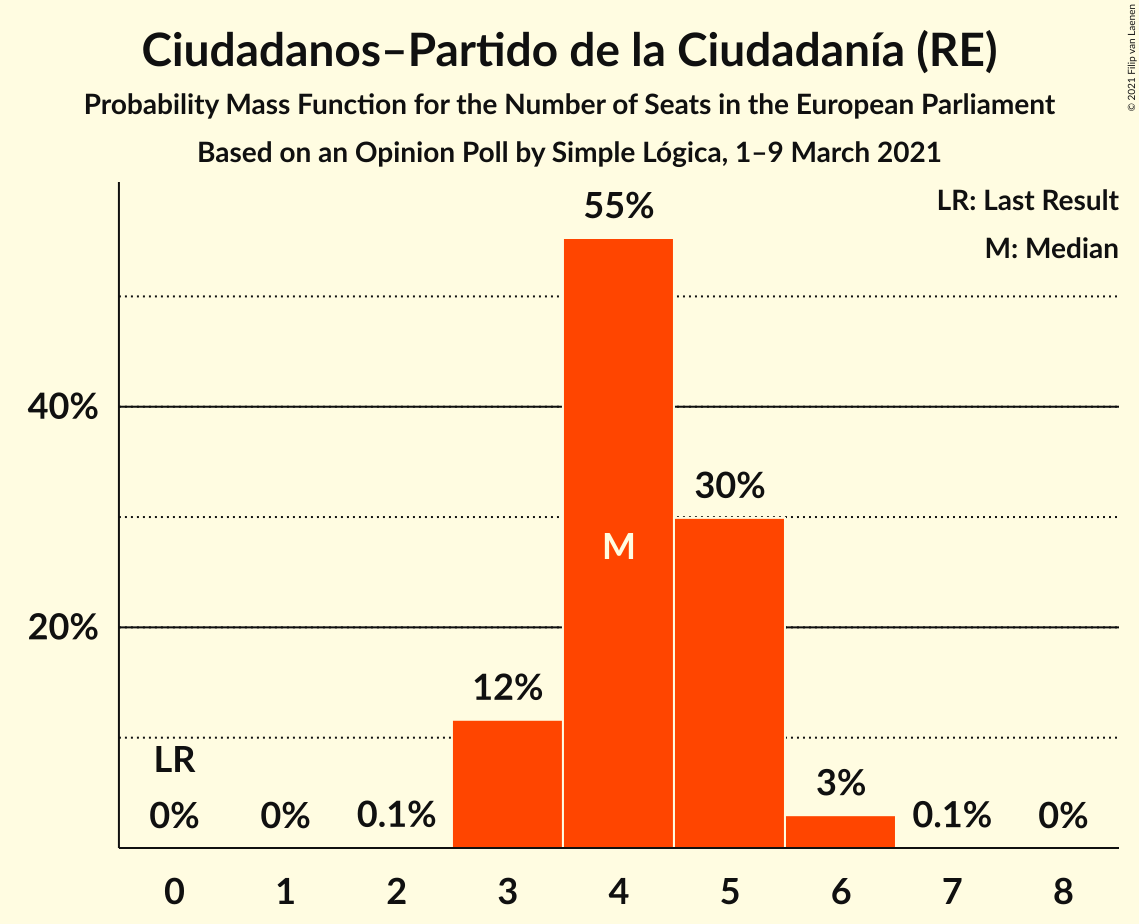 Ciudadanos–Partido de la Ciudadanía (RE)
Probability Mass Function for the Number of Seats in the European Parliament
Based on an Opinion Poll by Simple Lógica, 1–9 March 2021
© 2021 Filip van Laenen
LR: Last Result
M: Median
55%
40%
30%
M
20%
12%
LR
3%
0% 0% 0.1% 0.1% 0%
0 1 2 3 4 5 6 7 8